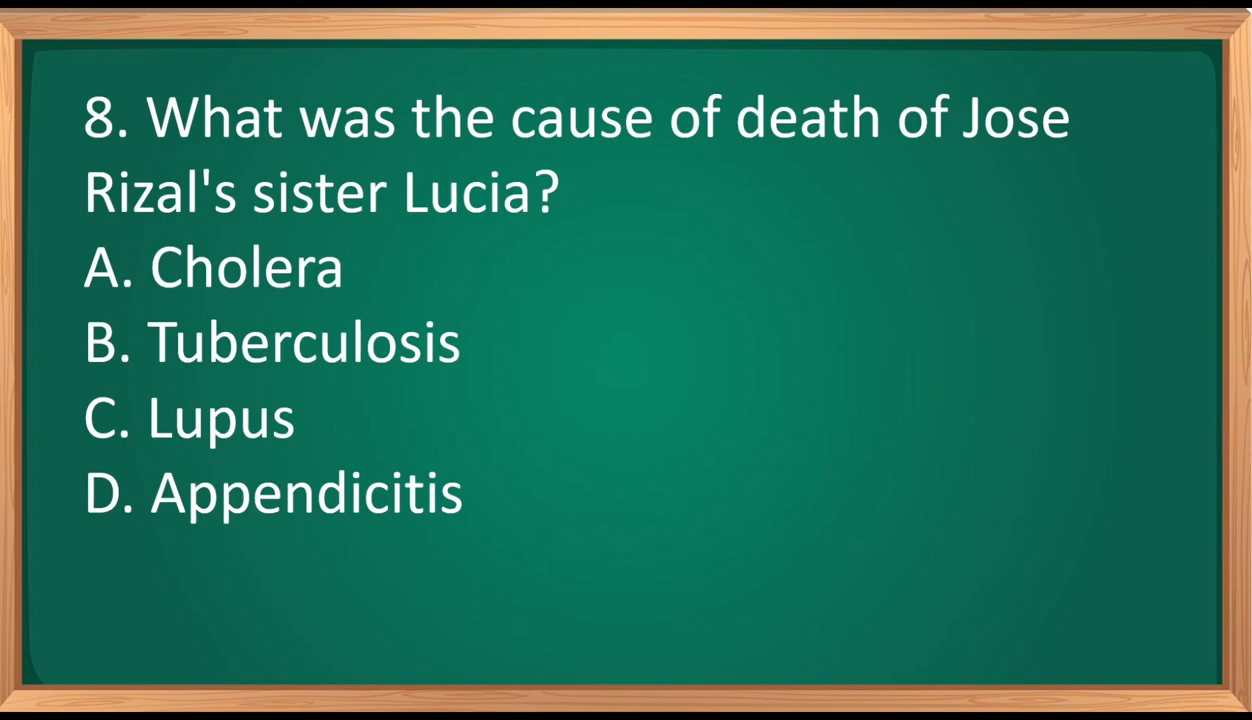 8. What was the cause of death of Jose
Rizal's sister Lucia?
A. Cholera
B. Tuberculosis
C. Lupus
D. Appendicitis